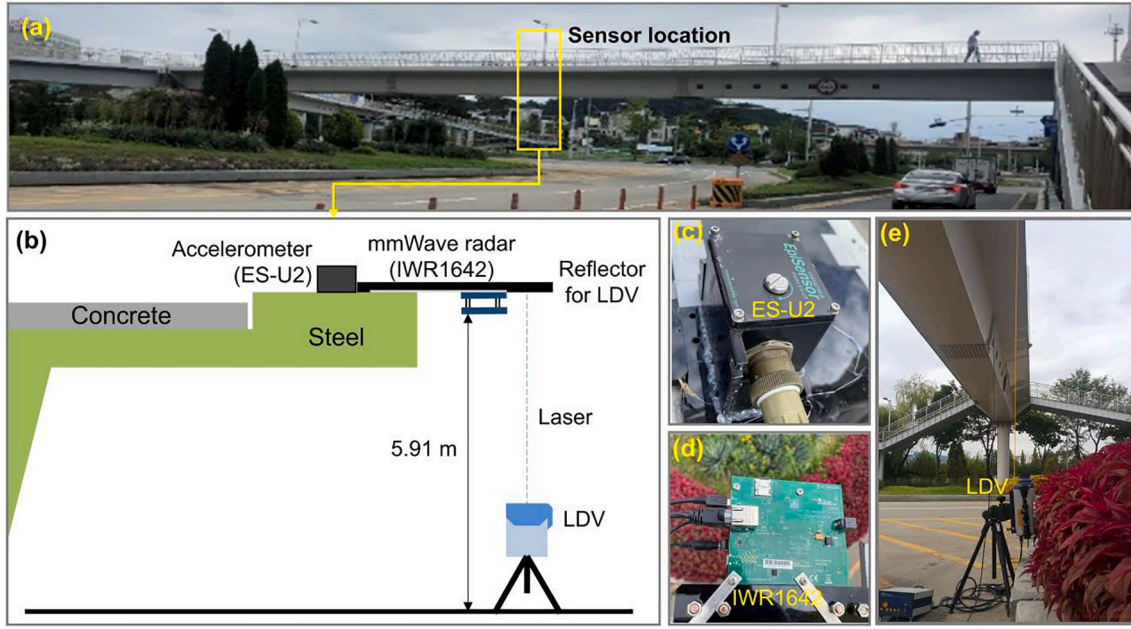 (a)
Sensor location
(b)
Accelerometer
(ES-U2)
mmWave radar
(IWR1642)
Reflector
for LDV
Concrete
Steel
Laser
5.91 m
LDV
(c)
EpiSensor
ES-U2
(d)
IWR1642
(e)
LDV